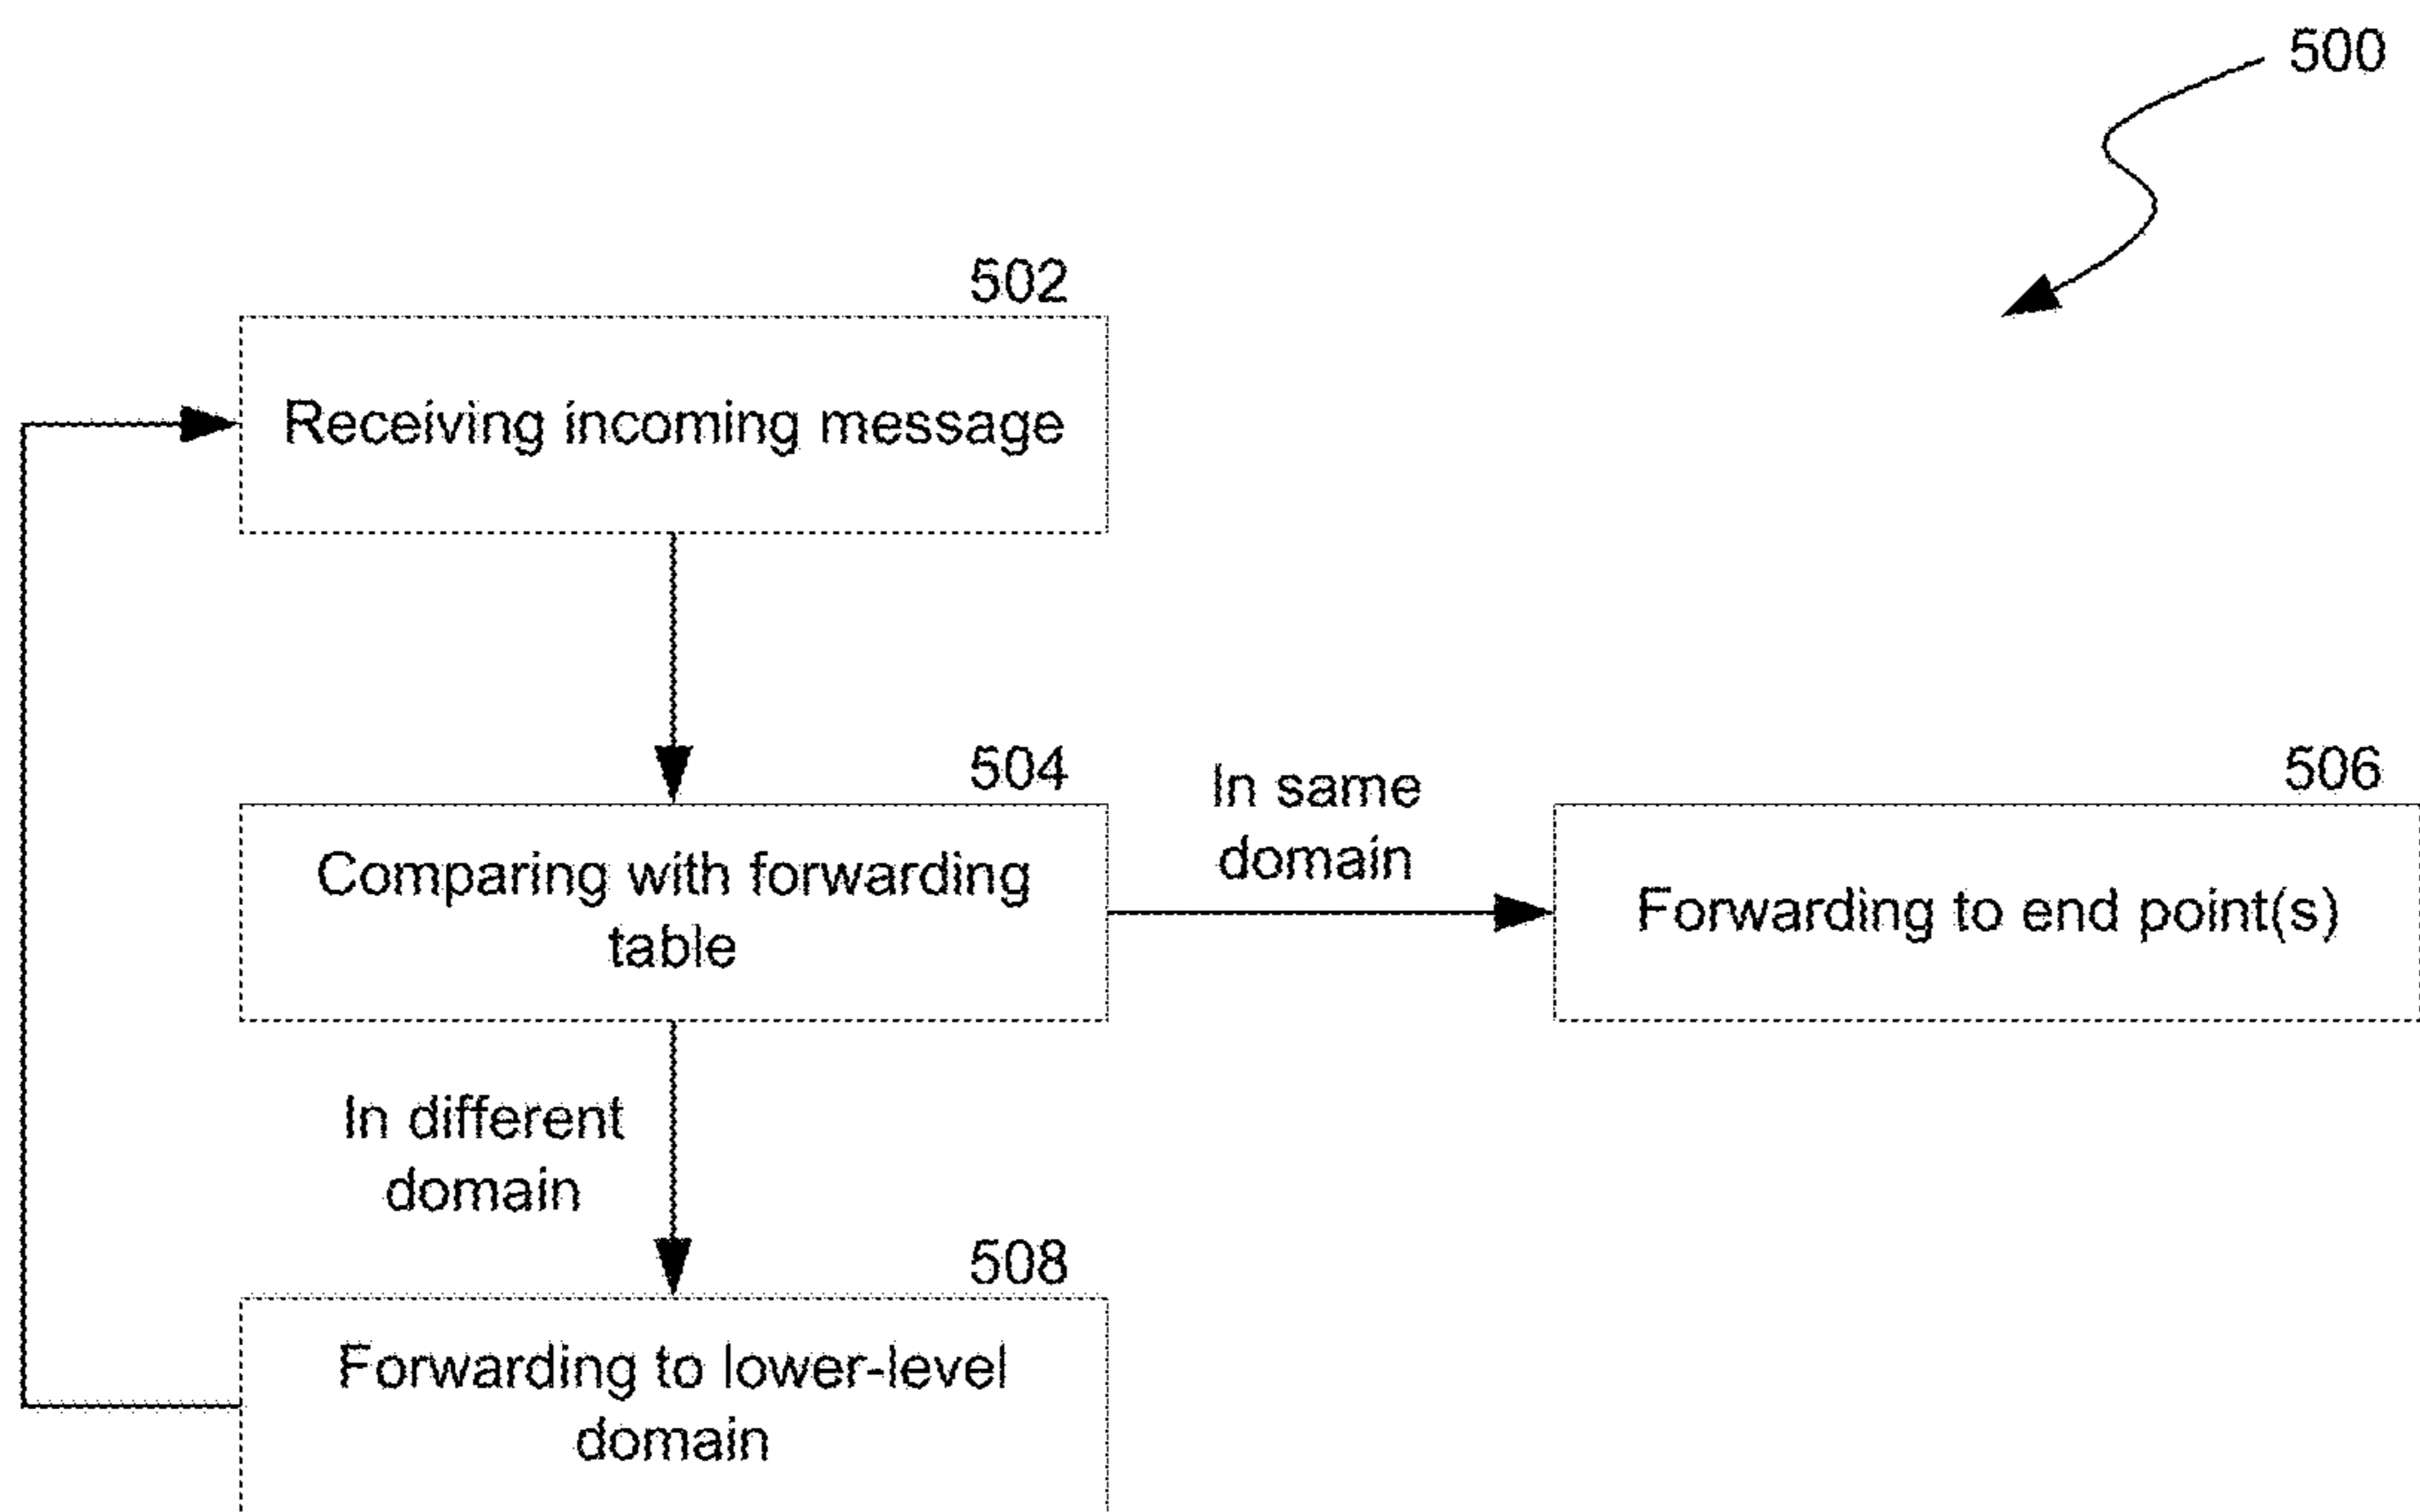 500
502
Receiving incoming message
504
Comparing with forwarding
table
In same
domain
506
Forwarding to end point(s)
In different
domain
508
Forwarding to lower-level
domain